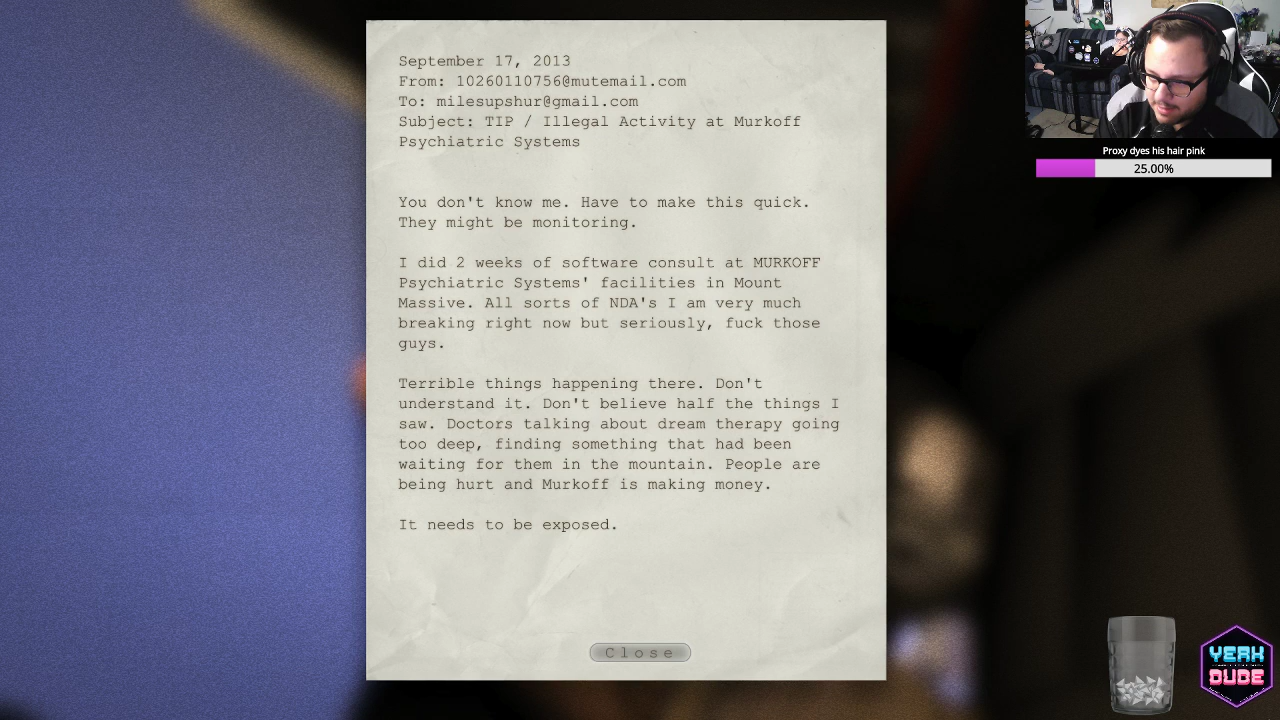 September 17, 2013
From: 10260110756@mutemail.com
To: milesupshur@gmail.com
Subject: TIP / Illegal Activity at Murkoff
Psychiatric Systems
You don't know me. Have to make this quick.
They might be monitoring.
I did 2 weeks of software consult at MURKOFF
Psychiatric Systems' facilities in Mount
Massive. All sorts of NDA's I am very much
breaking right now but seriously, fuck those
guys.
Terrible things happening there. Don't
understand it. Don't believe half the things I
saw. Doctors talking about dream therapy going
too deep, finding something that had been
waiting for them in the mountain. People are
being hurt and Murkoff is making money.
It needs to be exposed.
Close
Proxy dyes his hair pink
25.00%
YEAH
DUDE